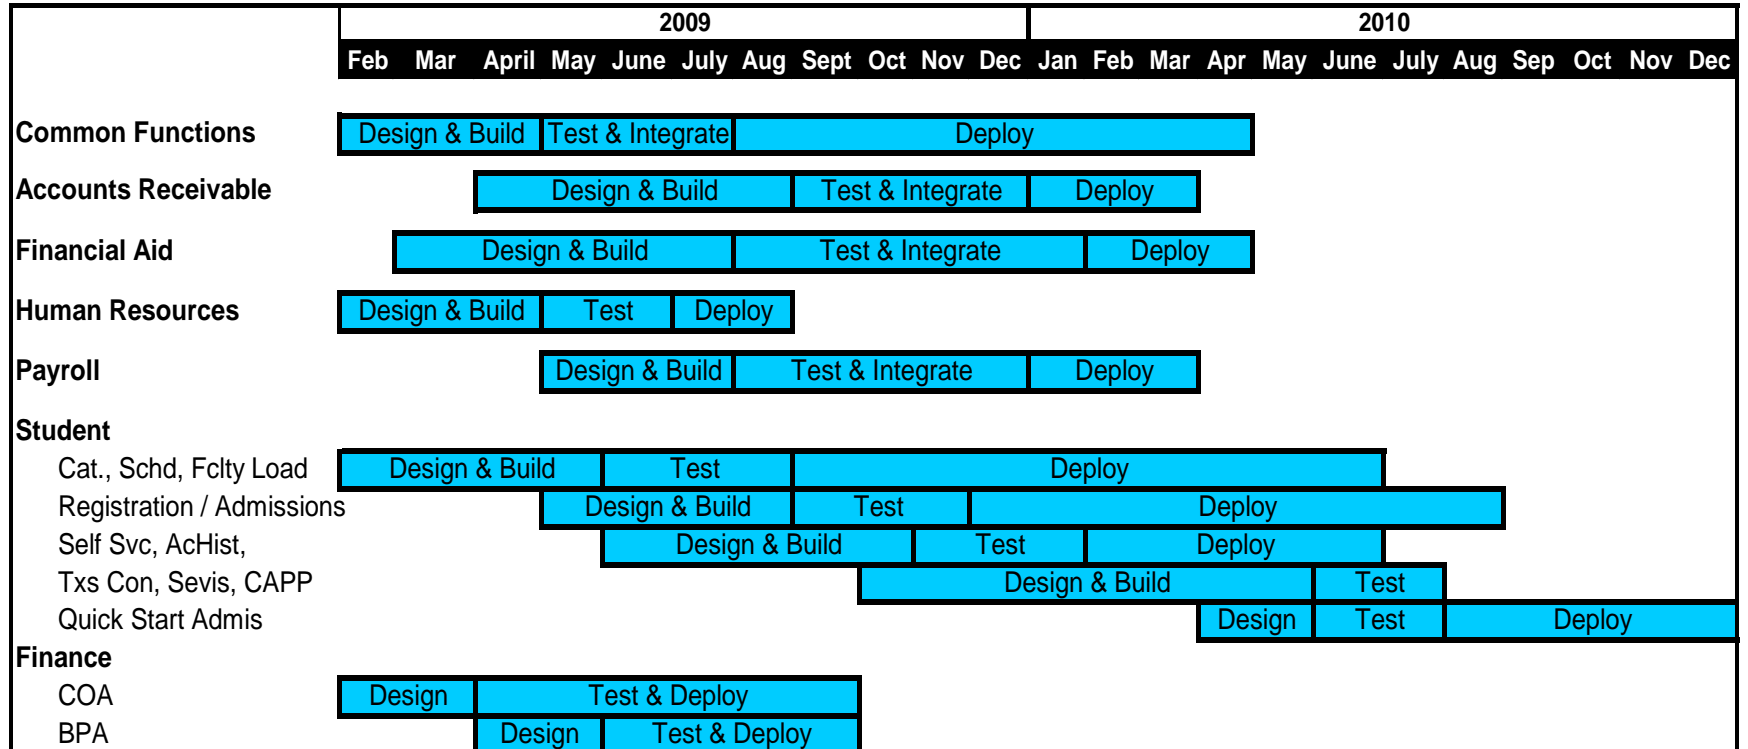 2009 2010
Feb Mar April May June July Aug Sept Oct Nov Dec Jan Feb Mar Apr May June July Aug Sep Oct Nov Dec
Common Functions Design & Build Test & Integrate Deploy
Accounts Receivable Design & Build Test & Integrate Deploy
Financial Aid Design & Build Test & Integrate Deploy
Human Resources Design & Build Test Deploy
Payroll Design & Build Test & Integrate Deploy
Student
Cat., Schd, Fclty Load Design & Build Test Deploy
Registration / Admissions Design & Build Test Deploy
Self Svc, AcHist, Design & Build Test Deploy
Txs Con, Sevis, CAPP Design & Build Test
Quick Start Admis Design Test Deploy
Finance
COA Design Test & Deploy
BPA Design Test & Deploy